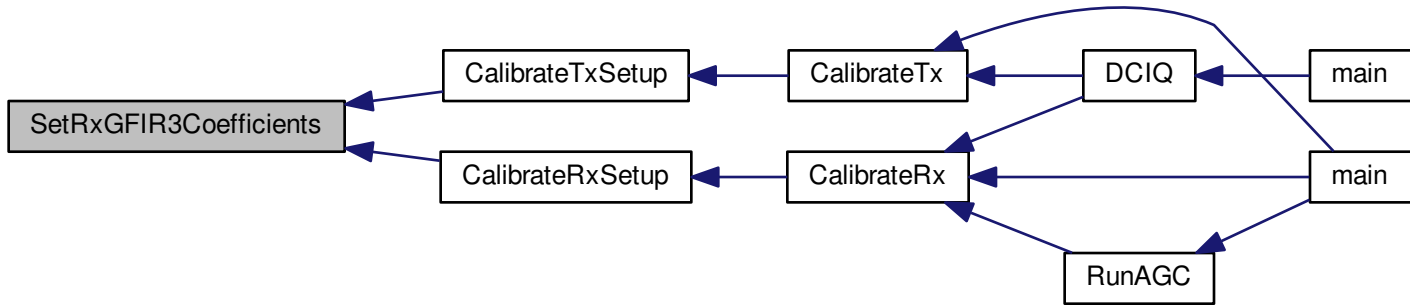 CalibrateTxSetup
CalibrateTx
DCIQ
main
SetRxGFIR3Coefficients
CalibrateRxSetup
CalibrateRx
main
RunAGC